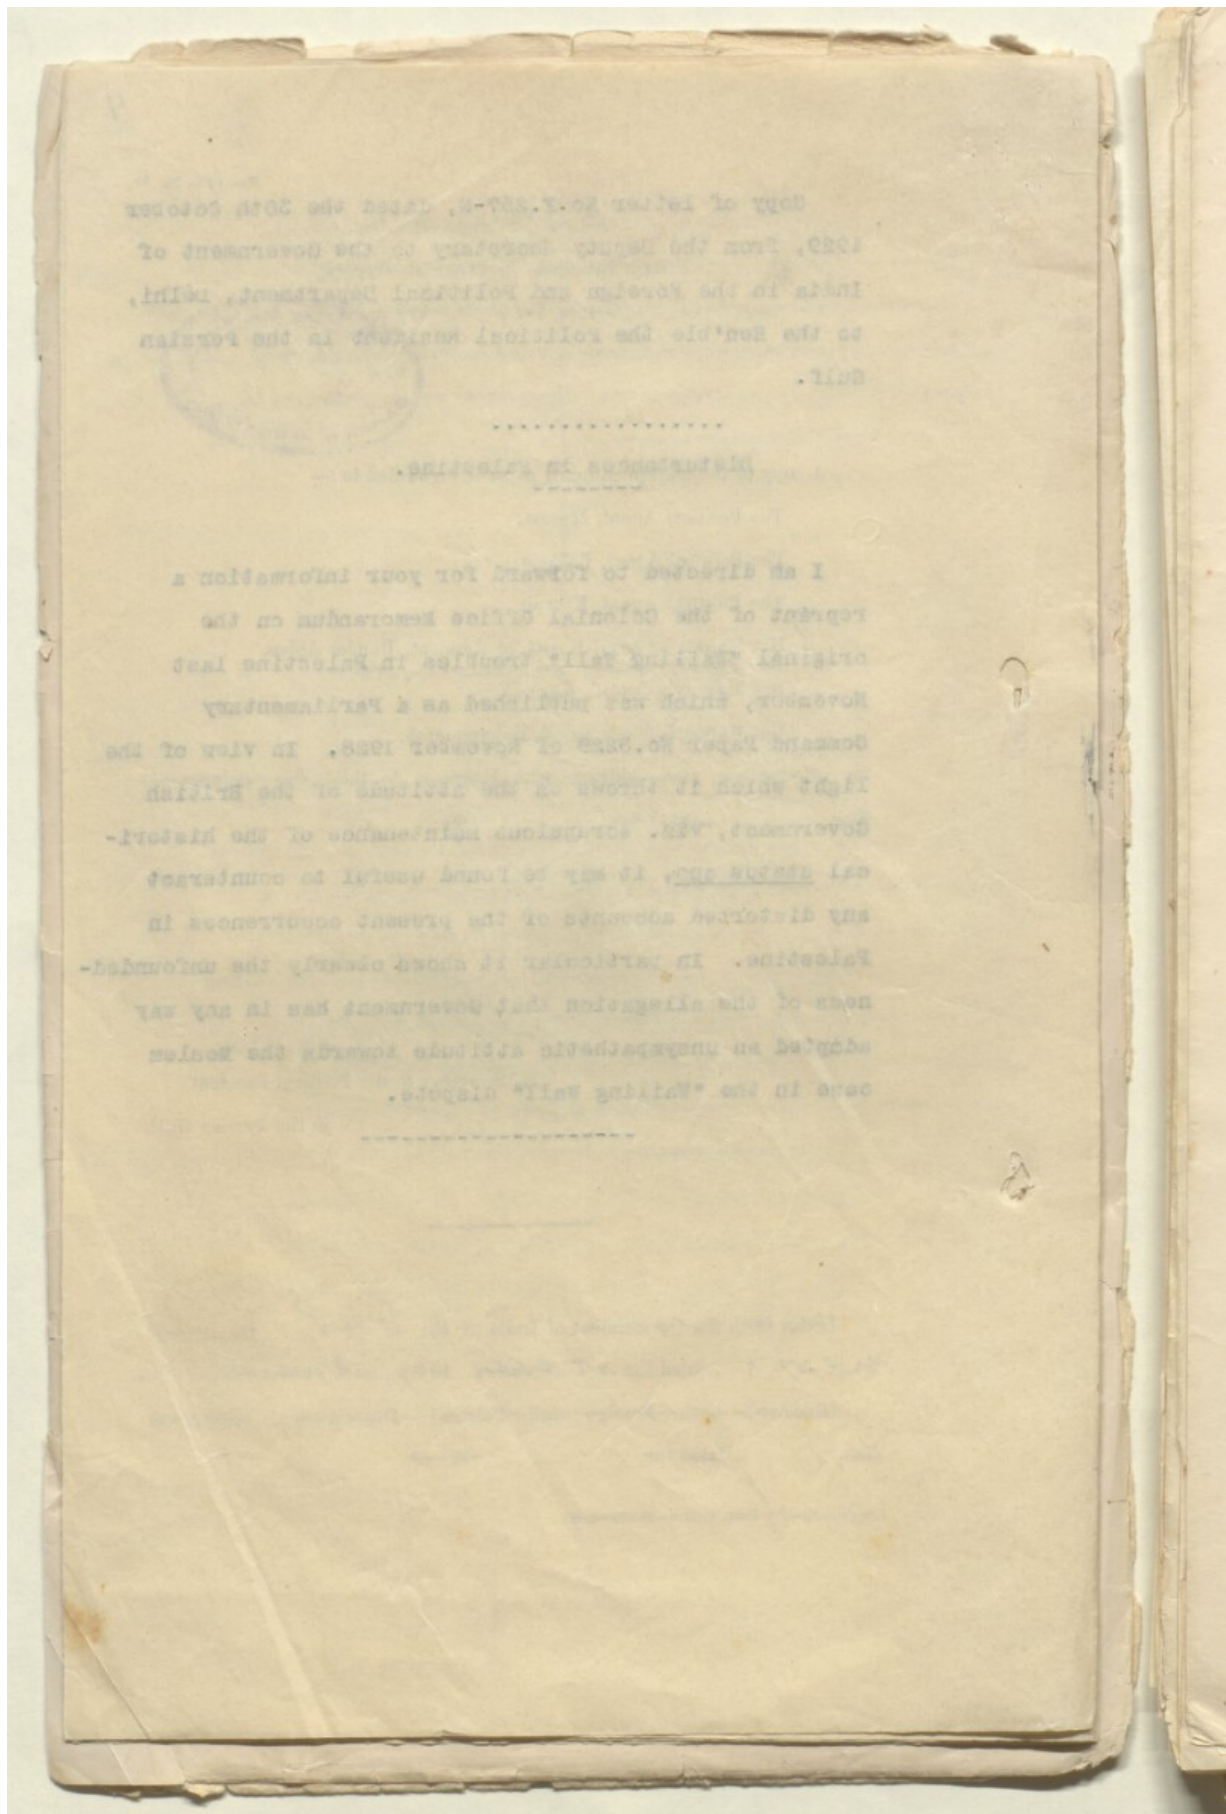 Copy of letter No.F.257-N, dated the 30th October
1929, from the Deputy Secretary to the Government of
India in the Foreign and Political Department, Delhi,
to the Hon'ble the Political Resident in the Persian
Gulf.
.................
Disturbances in Palestine.
--------
I am directed to forward for your information a
reprint of the Colonial Office Memorandum on the
original "Wailing Wall" troubles in Palestine last
November, which was published as a Parliamentary
Command Paper No.3229 of November 1928. In view of the
light which it throws on the attitude of the British
Government, viz. scrupulous maintenance of the histori-
cal status quo, it may be found useful to counteract
any distorted accounts of the present occurrences in
Palestine. In particular it shows clearly the unfounded-
ness of the allegation that Government has in any way
adopted an unsympathetic attitude towards the Moslem
case in the "Wailing Wall" dispute.
--------------------